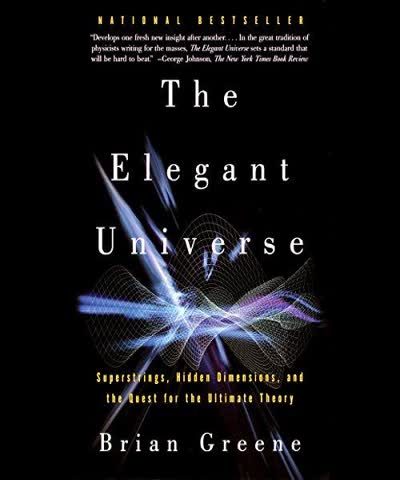 NATIONAL BESTSELLER
“Develops one fresh new insight after another. . . . In the great tradition of
physicists writing for the masses, The Elegant Universe sets a standard that
will be hard to beat.” –George Johnson, The New York Times Book Review
The
Elegant
Universe
Superstrings, Hidden Dimensions, and
the Quest for the Ultimate Theory
Brian Greene